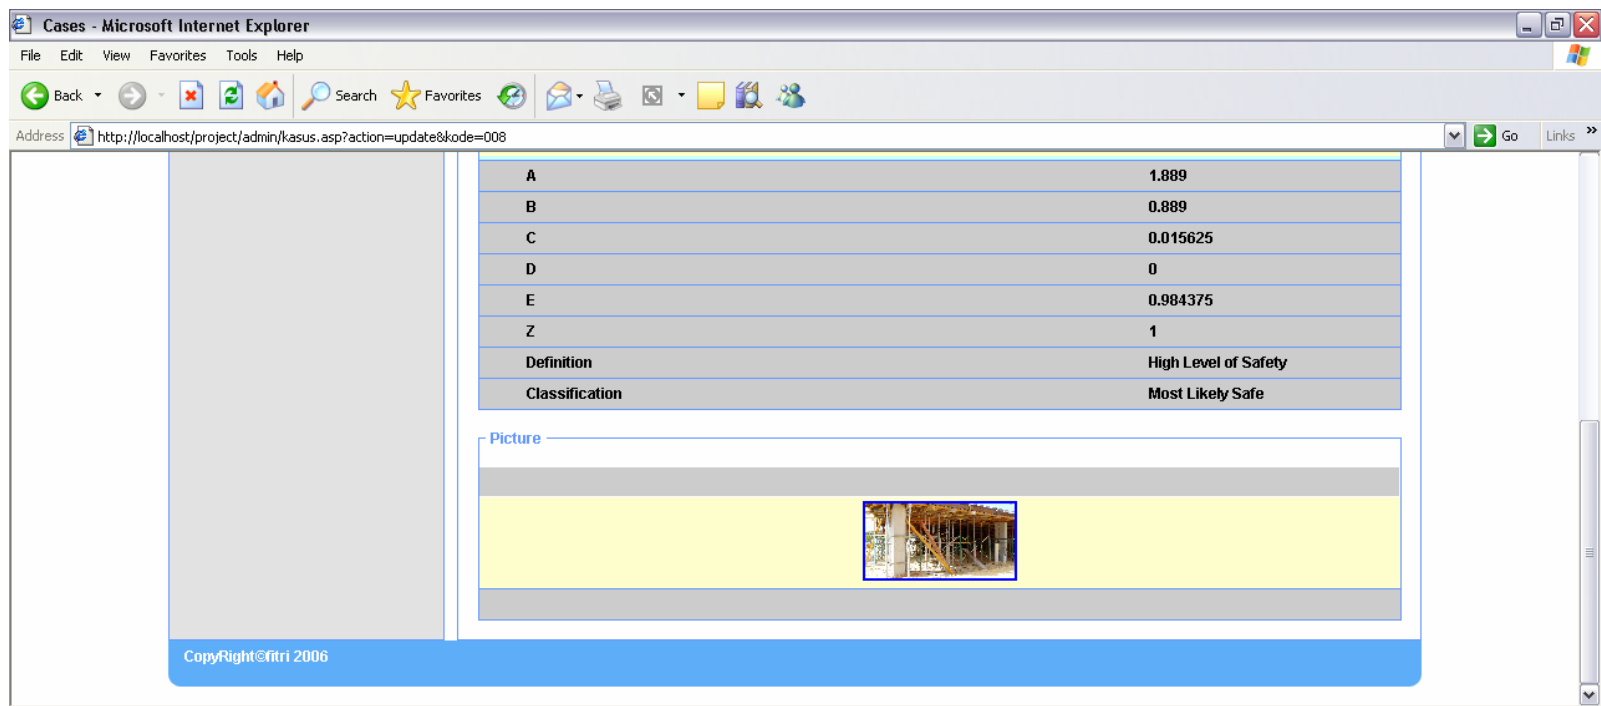 Cases - Microsoft Internet Explorer
File Edit View Favorites Tools Help
Back Search Favorites
Address http://localhost/project/admin/kasus.asp?action=update&kode=008 Go Links »
A 1.889
B 0.889
C 0.015625
D 0
E 0.984375
Z 1
Definition High Level of Safety
Classification Most Likely Safe
Picture
CopyRight©fitri 2006